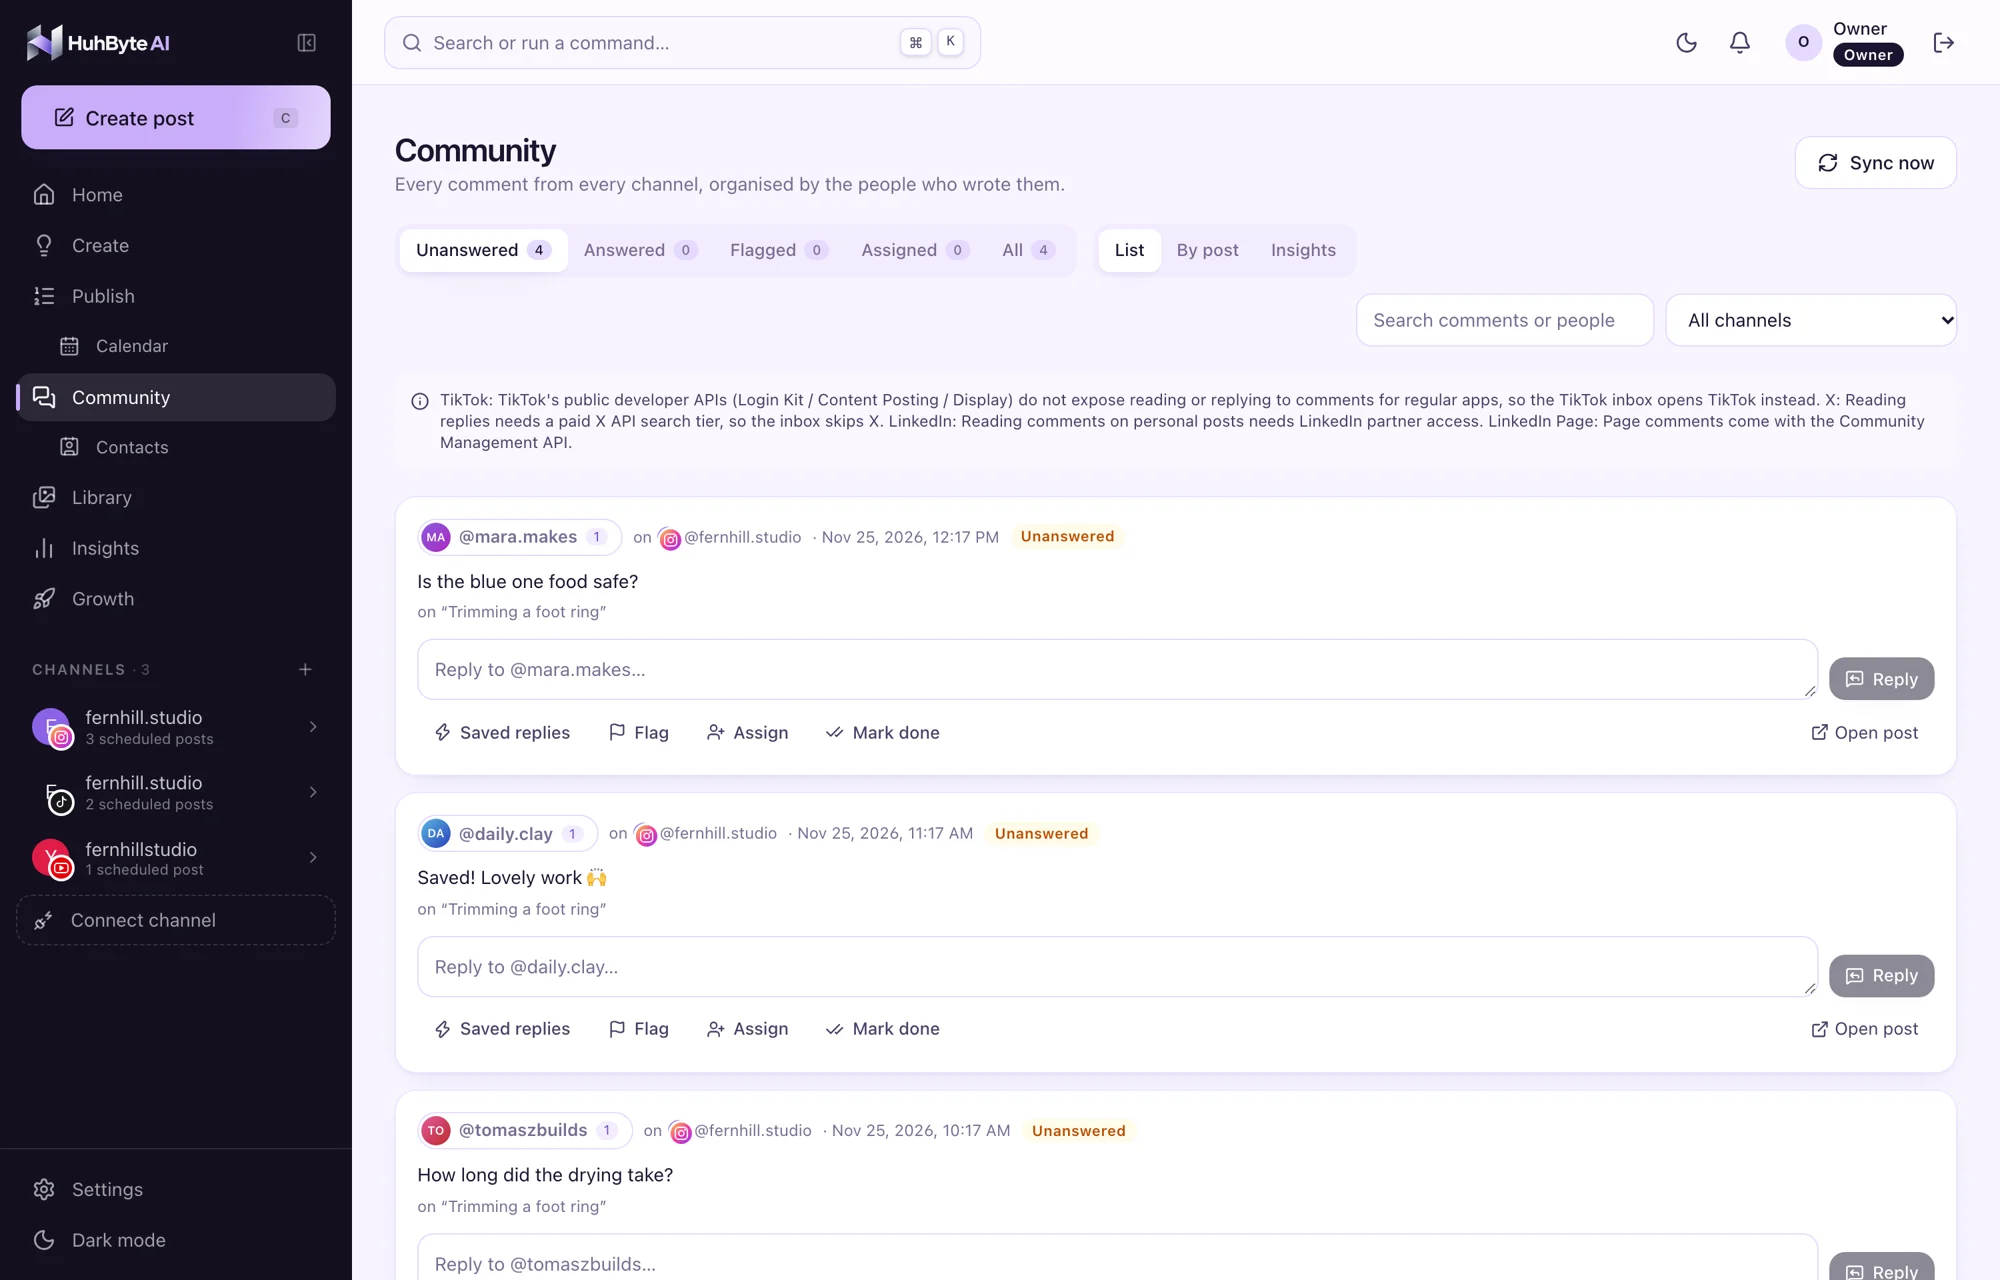 HuhByte AI
Search or run a command...
⌘ K
O
Owner
Owner
Create post C
Home
Create
Publish
Calendar
Community
Contacts
Library
Insights
Growth
CHANNELS · 3
fernhill.studio
3 scheduled posts
F
fernhill.studio
2 scheduled posts
Y
fernhillstudio
1 scheduled post
Connect channel
Settings
Dark mode
Community
Every comment from every channel, organised by the people who wrote them.
Sync now
Unanswered 4 Answered 0 Flagged 0 Assigned 0 All 4
List By post Insights
Search comments or people
All channels
TikTok: TikTok's public developer APIs (Login Kit / Content Posting / Display) do not expose reading or replying to comments for regular apps, so the TikTok inbox opens TikTok instead. X: Reading
replies needs a paid X API search tier, so the inbox skips X. LinkedIn: Reading comments on personal posts needs LinkedIn partner access. LinkedIn Page: Page comments come with the Community
Management API.
MA @mara.makes 1 on @fernhill.studio · Nov 25, 2026, 12:17 PM Unanswered
Is the blue one food safe?
on “Trimming a foot ring”
Reply to @mara.makes...
Reply
Saved replies Flag Assign Mark done Open post
DA @daily.clay 1 on @fernhill.studio · Nov 25, 2026, 11:17 AM Unanswered
Saved! Lovely work 🙌
on “Trimming a foot ring”
Reply to @daily.clay...
Reply
Saved replies Flag Assign Mark done Open post
TO @tomaszbuilds 1 on @fernhill.studio · Nov 25, 2026, 10:17 AM Unanswered
How long did the drying take?
on “Trimming a foot ring”
Reply to @tomaszbuilds...
Reply